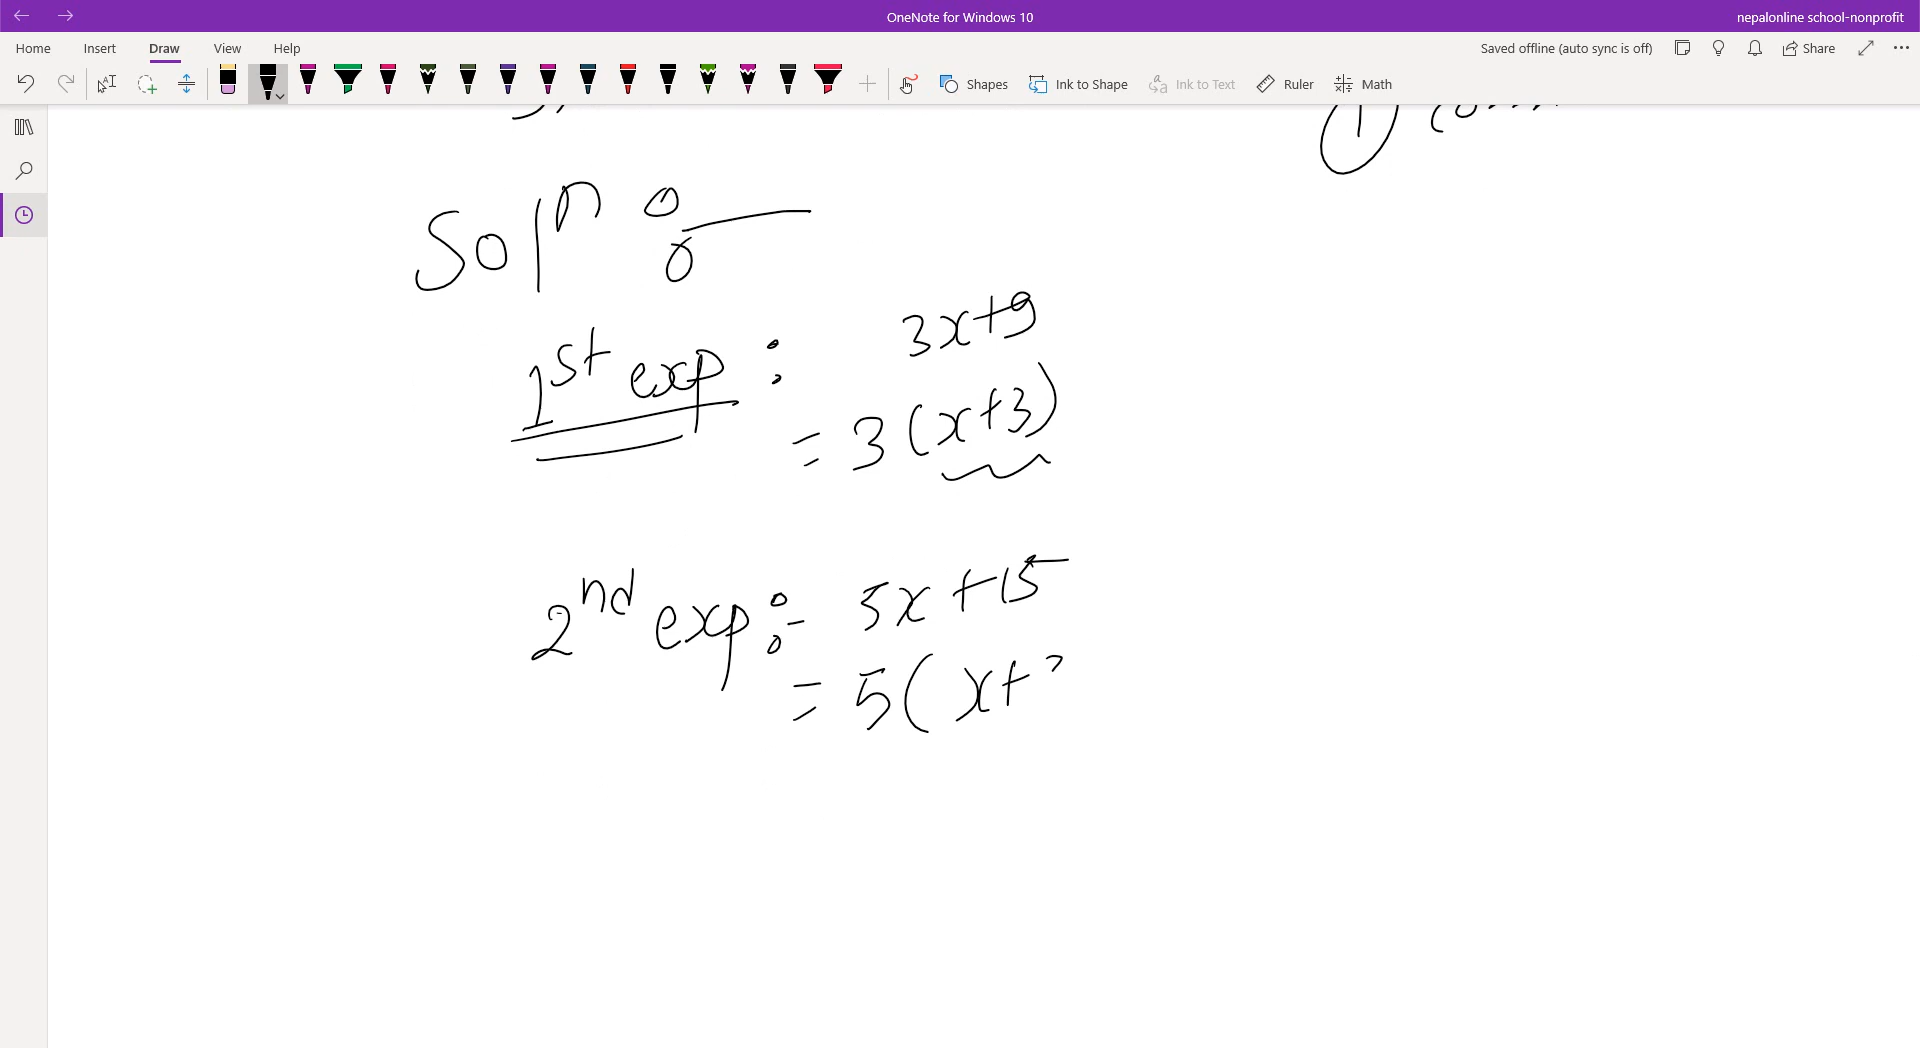 OneNote for Windows 10
nepalonline school-nonprofit
Home Insert Draw View Help
Saved offline (auto sync is off)
Share
Shapes
Ink to Shape
Ink to Text
Ruler
Math
1
Solⁿ :-
1st exp : 3x+9
= 3(x+3)
2nd exp :- 5x+15
= 5( x+